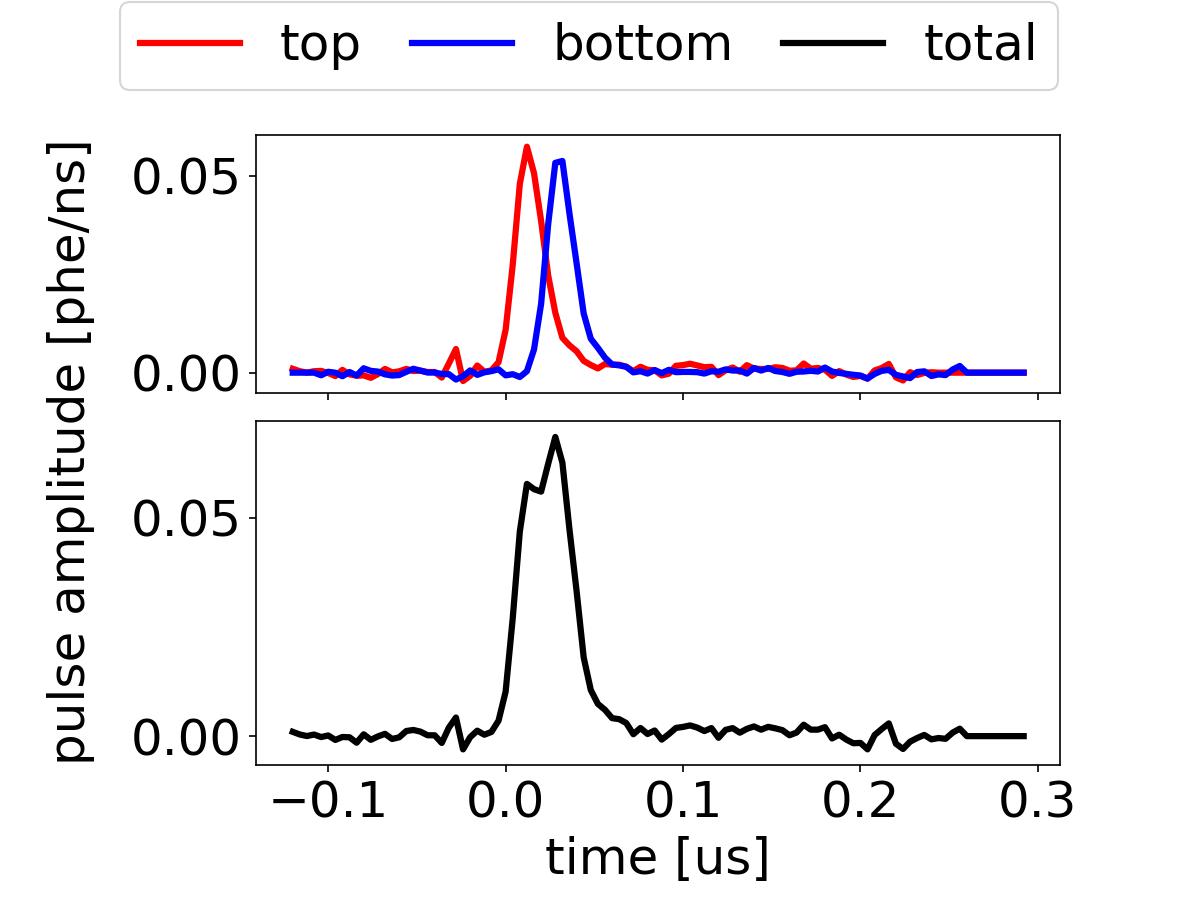 top bottom total
pulse amplitude [phe/ns]
0.05
0.00
0.05
0.00
−0.1 0.0 0.1 0.2 0.3
time [us]